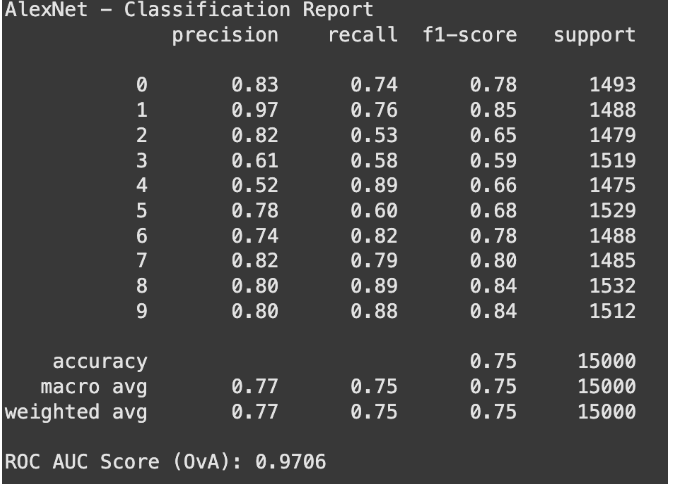 AlexNet – Classification Report
precision recall f1–score support
0 0.83 0.74 0.78 1493
1 0.97 0.76 0.85 1488
2 0.82 0.53 0.65 1479
3 0.61 0.58 0.59 1519
4 0.52 0.89 0.66 1475
5 0.78 0.60 0.68 1529
6 0.74 0.82 0.78 1488
7 0.82 0.79 0.80 1485
8 0.80 0.89 0.84 1532
9 0.80 0.88 0.84 1512
accuracy 0.75 15000
macro avg 0.77 0.75 0.75 15000
weighted avg 0.77 0.75 0.75 15000
ROC AUC Score (OvA): 0.9706